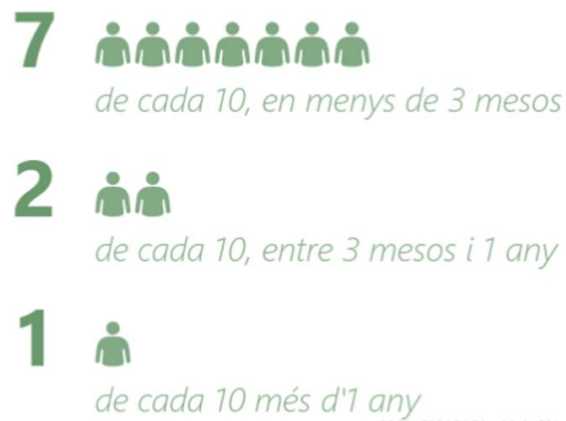 7
de cada 10, en menys de 3 mesos
2
de cada 10, entre 3 mesos i 1 any
1
de cada 10 més d'1 any